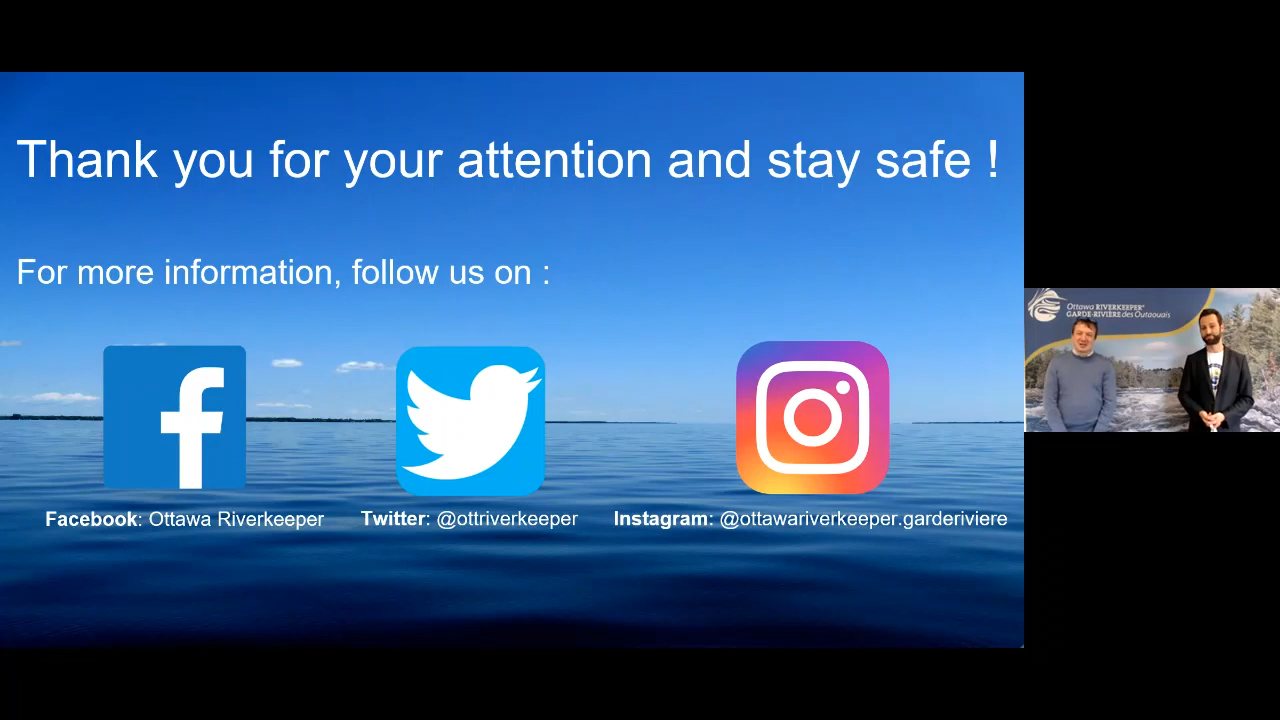 Thank you for your attention and stay safe !
For more information, follow us on :
Facebook: Ottawa Riverkeeper
Twitter: @ottriverkeeper
Instagram: @ottawariverkeeper.garderiviere
Ottawa RIVERKEEPER®
GARDE-RIVIÈRE des Outaouais